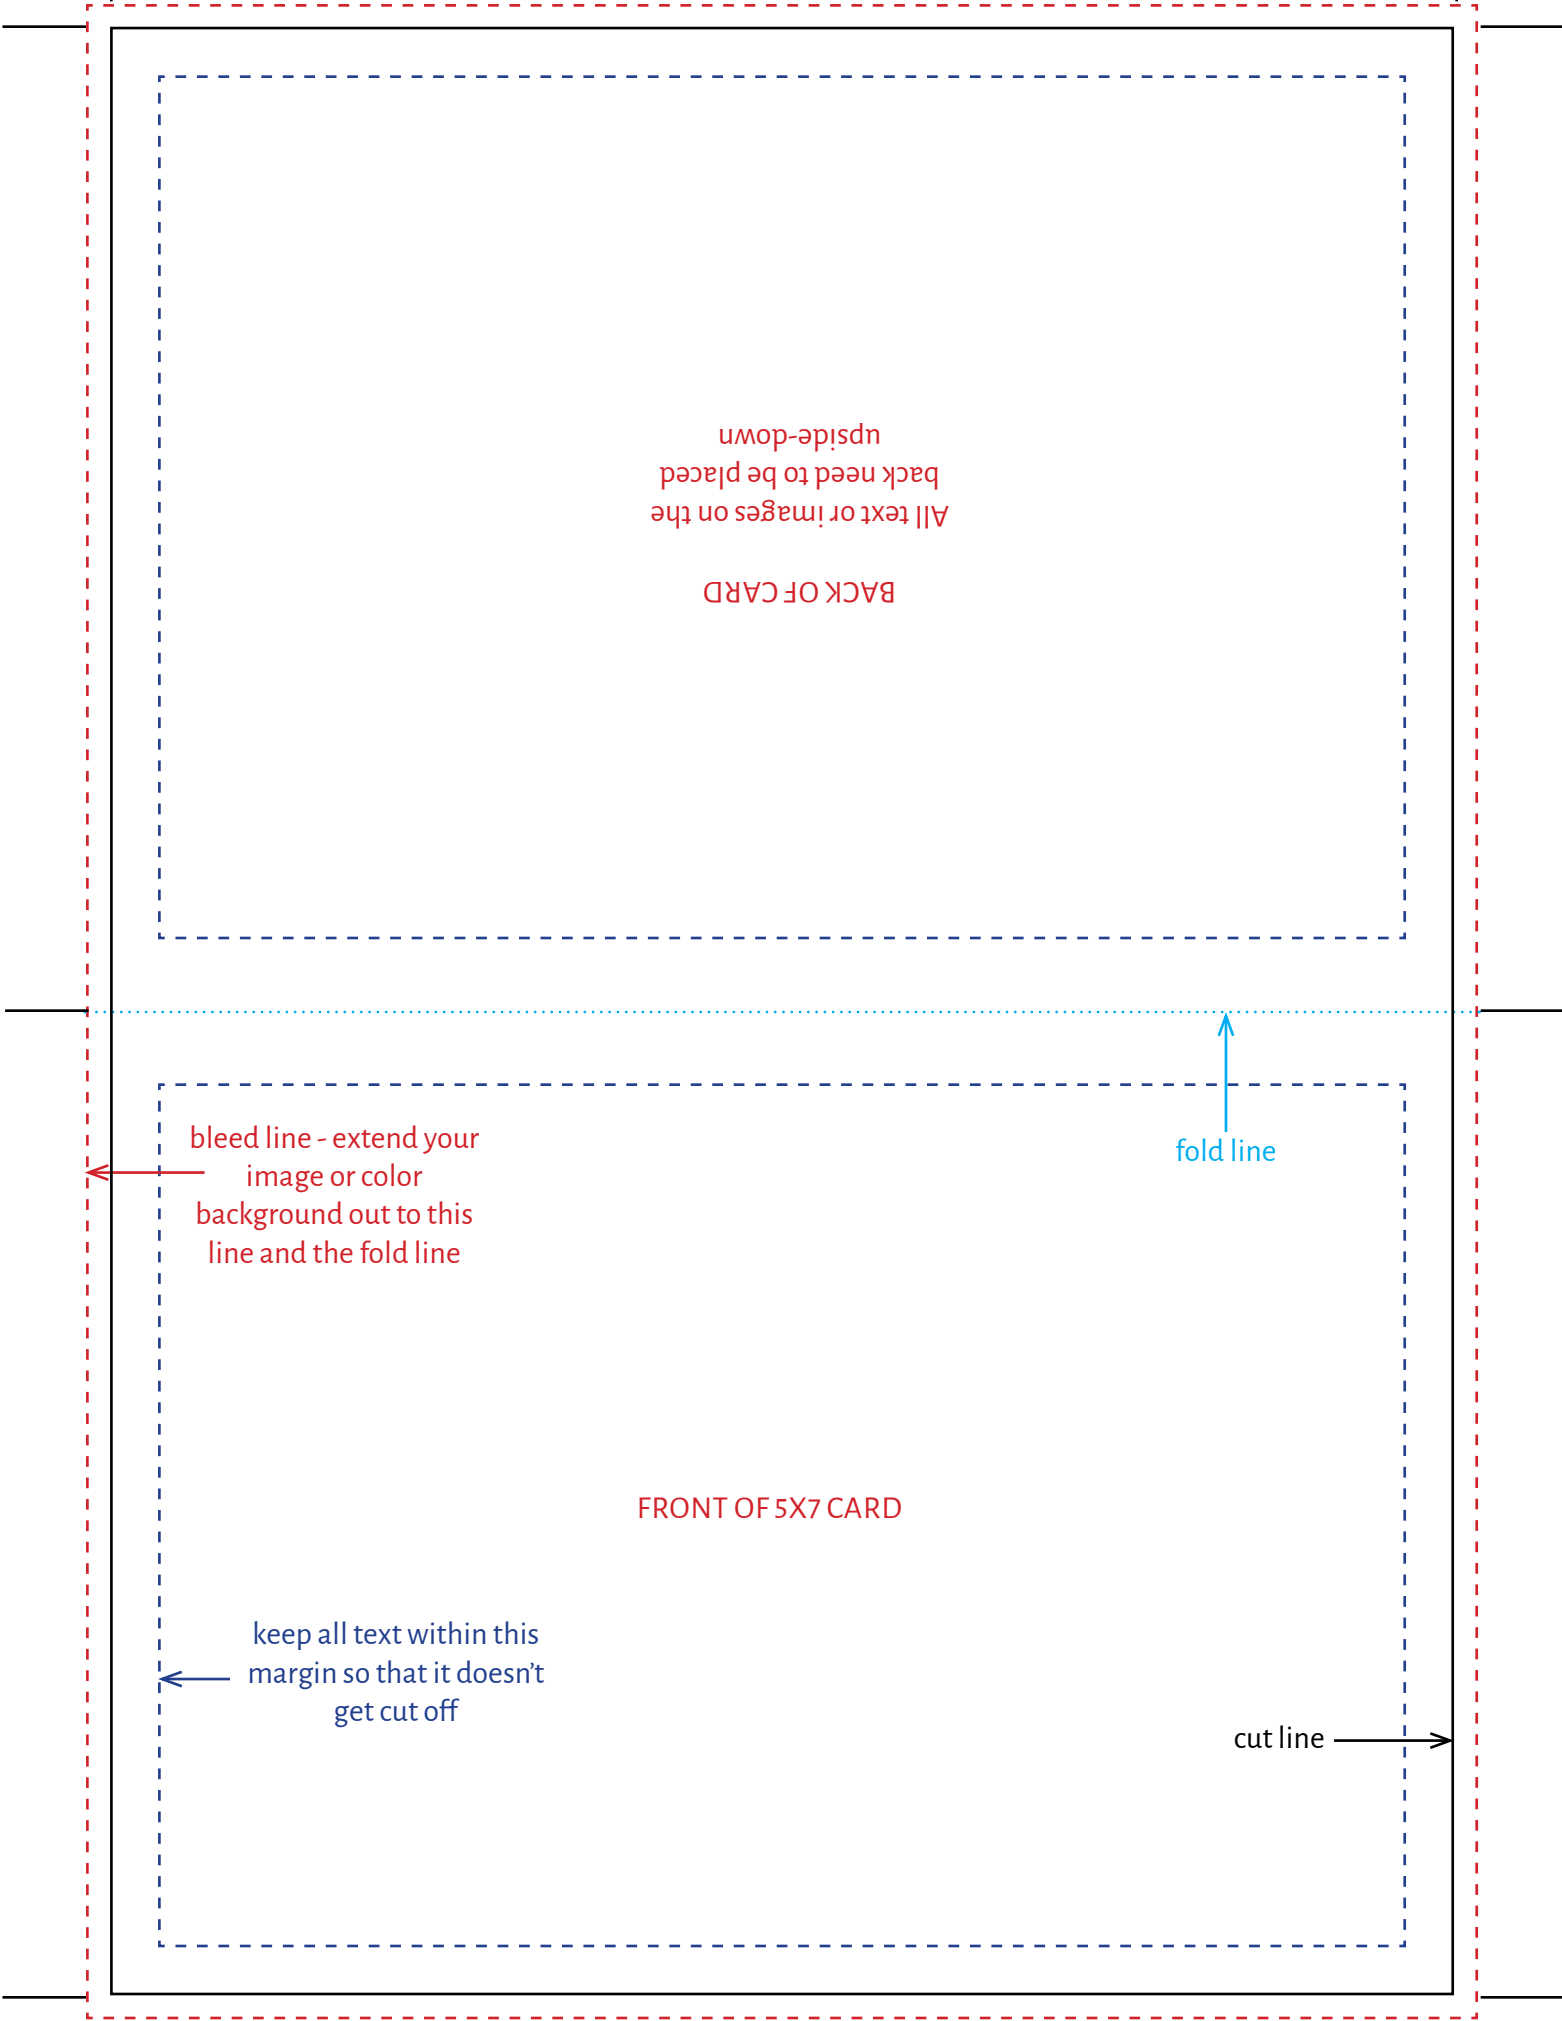 BACK OF CARD
All text or images on the
back need to be placed
upside-down
fold line
bleed line - extend your
image or color
background out to this
line and the fold line
FRONT OF 5X7 CARD
keep all text within this
margin so that it doesn't
get cut off
cut line